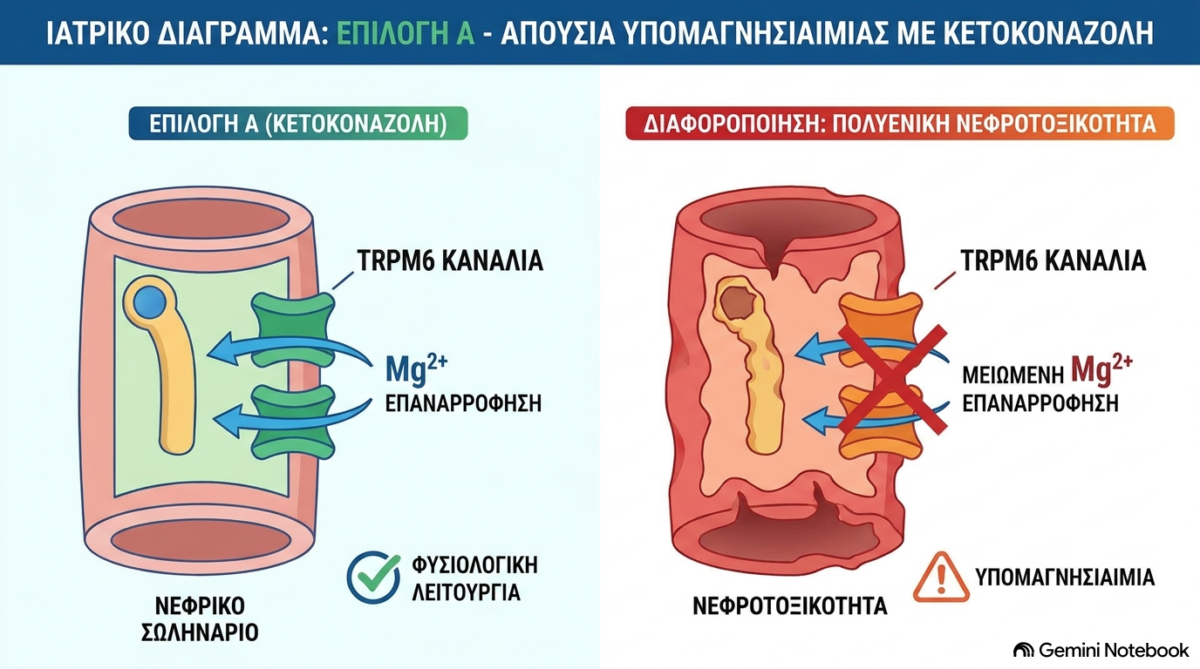 ΙΑΤΡΙΚΟ ΔΙΑΓΡΑΜΜΑ: ΕΠΙΛΟΓΗ Α - ΑΠΟΥΣΙΑ ΥΠΟΜΑΓΝΗΣΙΑΙΜΙΑΣ ΜΕ ΚΕΤΟΚΟΝΑΖΟΛΗ
ΕΠΙΛΟΓΗ Α (ΚΕΤΟΚΟΝΑΖΟΛΗ)
TRPM6 ΚΑΝΑΛΙΑ
Mg²⁺
ΕΠΑΝΑΡΡΟΦΗΣΗ
ΝΕΦΡΙΚΟ
ΣΩΛΗΝΑΡΙΟ
ΦΥΣΙΟΛΟΓΙΚΗ
ΛΕΙΤΟΥΡΓΙΑ
ΔΙΑΦΟΡΟΠΟΙΗΣΗ: ΠΟΛΥΕΝΙΚΗ ΝΕΦΡΟΤΟΞΙΚΟΤΗΤΑ
TRPM6 ΚΑΝΑΛΙΑ
ΜΕΙΩΜΕΝΗ Mg²⁺
ΕΠΑΝΑΡΡΟΦΗΣΗ
ΝΕΦΡΟΤΟΞΙΚΟΤΗΤΑ
ΥΠΟΜΑΓΝΗΣΙΑΙΜΙΑ
Gemini Notebook